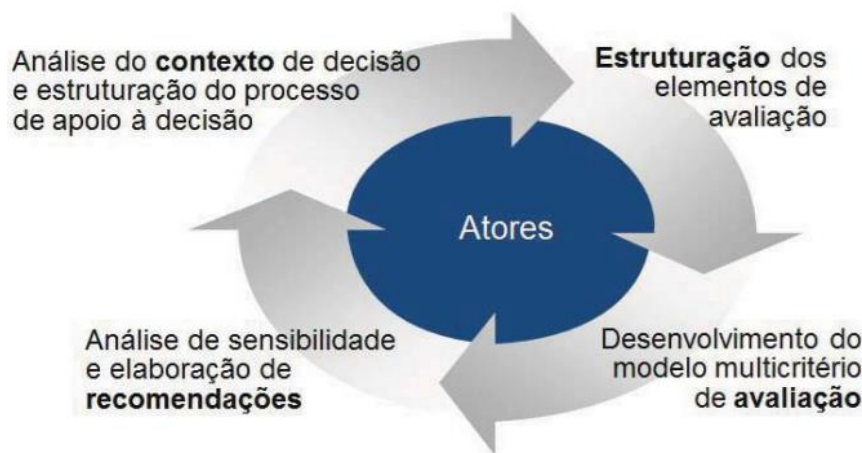 Análise do contexto de decisão
e estruturação do processo
de apoio à decisão
Estruturação dos
elementos de
avaliação
Atores
Análise de sensibilidade
e elaboração de
recomendações
Desenvolvimento do
modelo multicritério
de avaliação